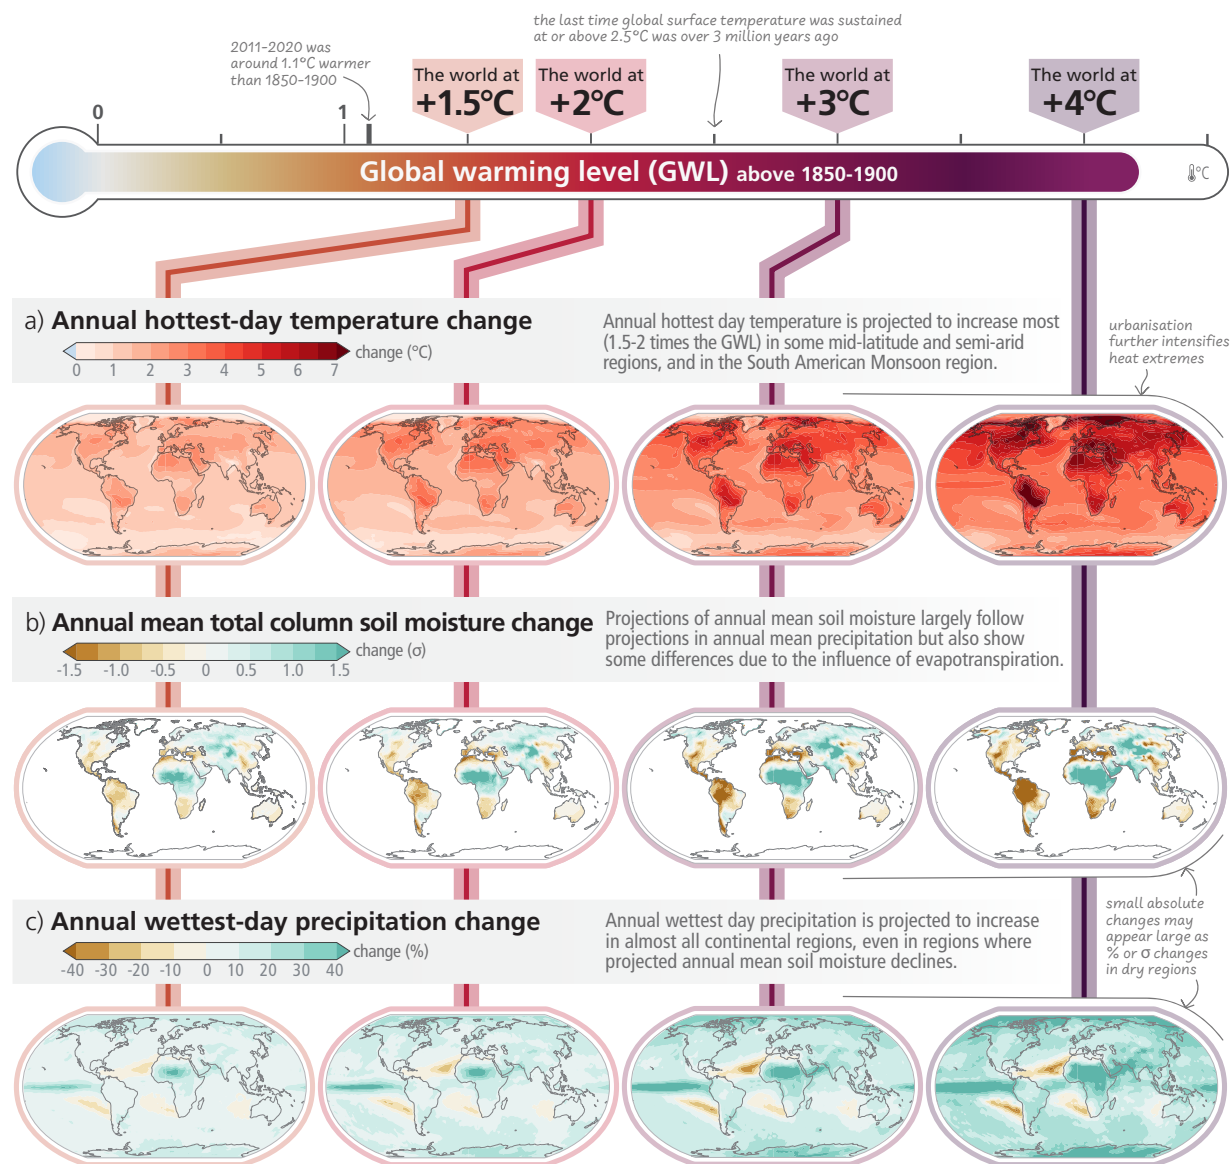 the last time global surface temperature was sustained
at or above 2.5°C was over 3 million years ago
2011-2020 was
around 1.1°C warmer
than 1850-1900
The world at
+1.5°C
The world at
+2°C
The world at
+3°C
The world at
+4°C
0
1
Global warming level (GWL) above 1850-1900
°C
a) Annual hottest-day temperature change
change (°C)
0 1 2 3 4 5 6 7
Annual hottest day temperature is projected to increase most
(1.5-2 times the GWL) in some mid-latitude and semi-arid
regions, and in the South American Monsoon region.
urbanisation
further intensifies
heat extremes
b) Annual mean total column soil moisture change
change (σ)
-1.5 -1.0 -0.5 0 0.5 1.0 1.5
Projections of annual mean soil moisture largely follow
projections in annual mean precipitation but also show
some differences due to the influence of evapotranspiration.
c) Annual wettest-day precipitation change
change (%)
-40 -30 -20 -10 0 10 20 30 40
Annual wettest day precipitation is projected to increase
in almost all continental regions, even in regions where
projected annual mean soil moisture declines.
small absolute
changes may
appear large as
% or σ changes
in dry regions